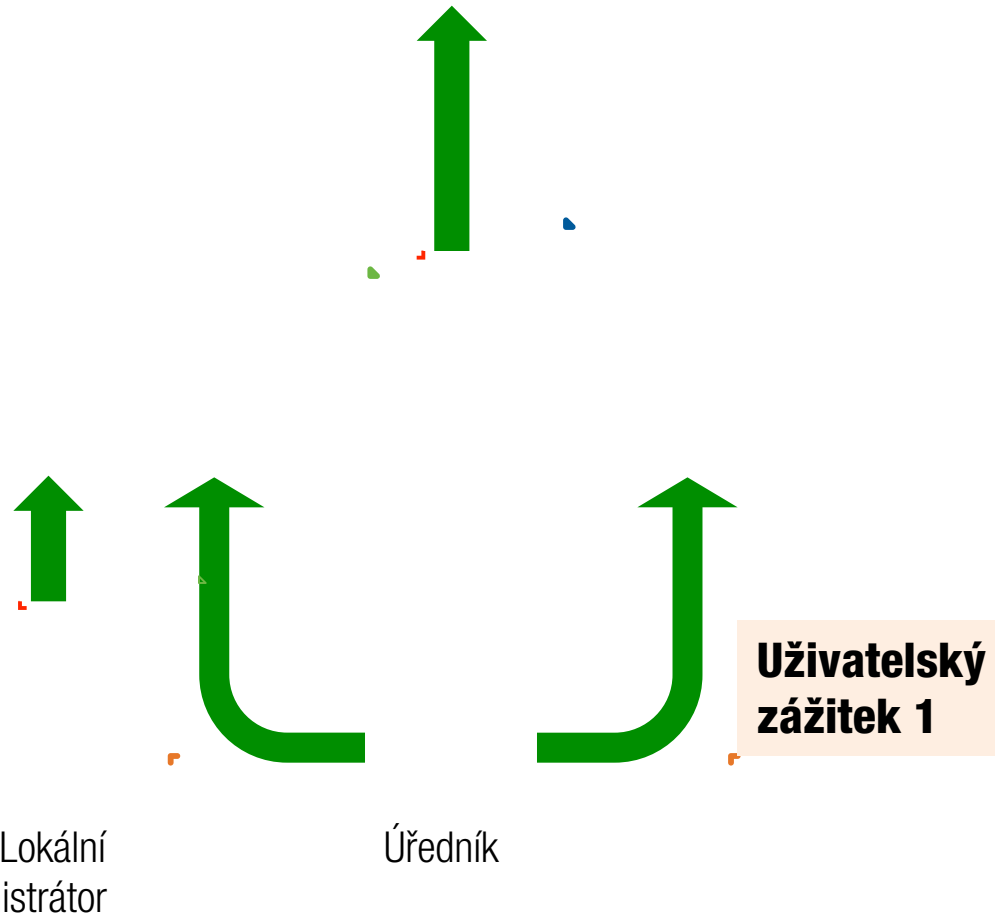 Uživatelský
zážitek 1
Lokální
istrátor
Úředník